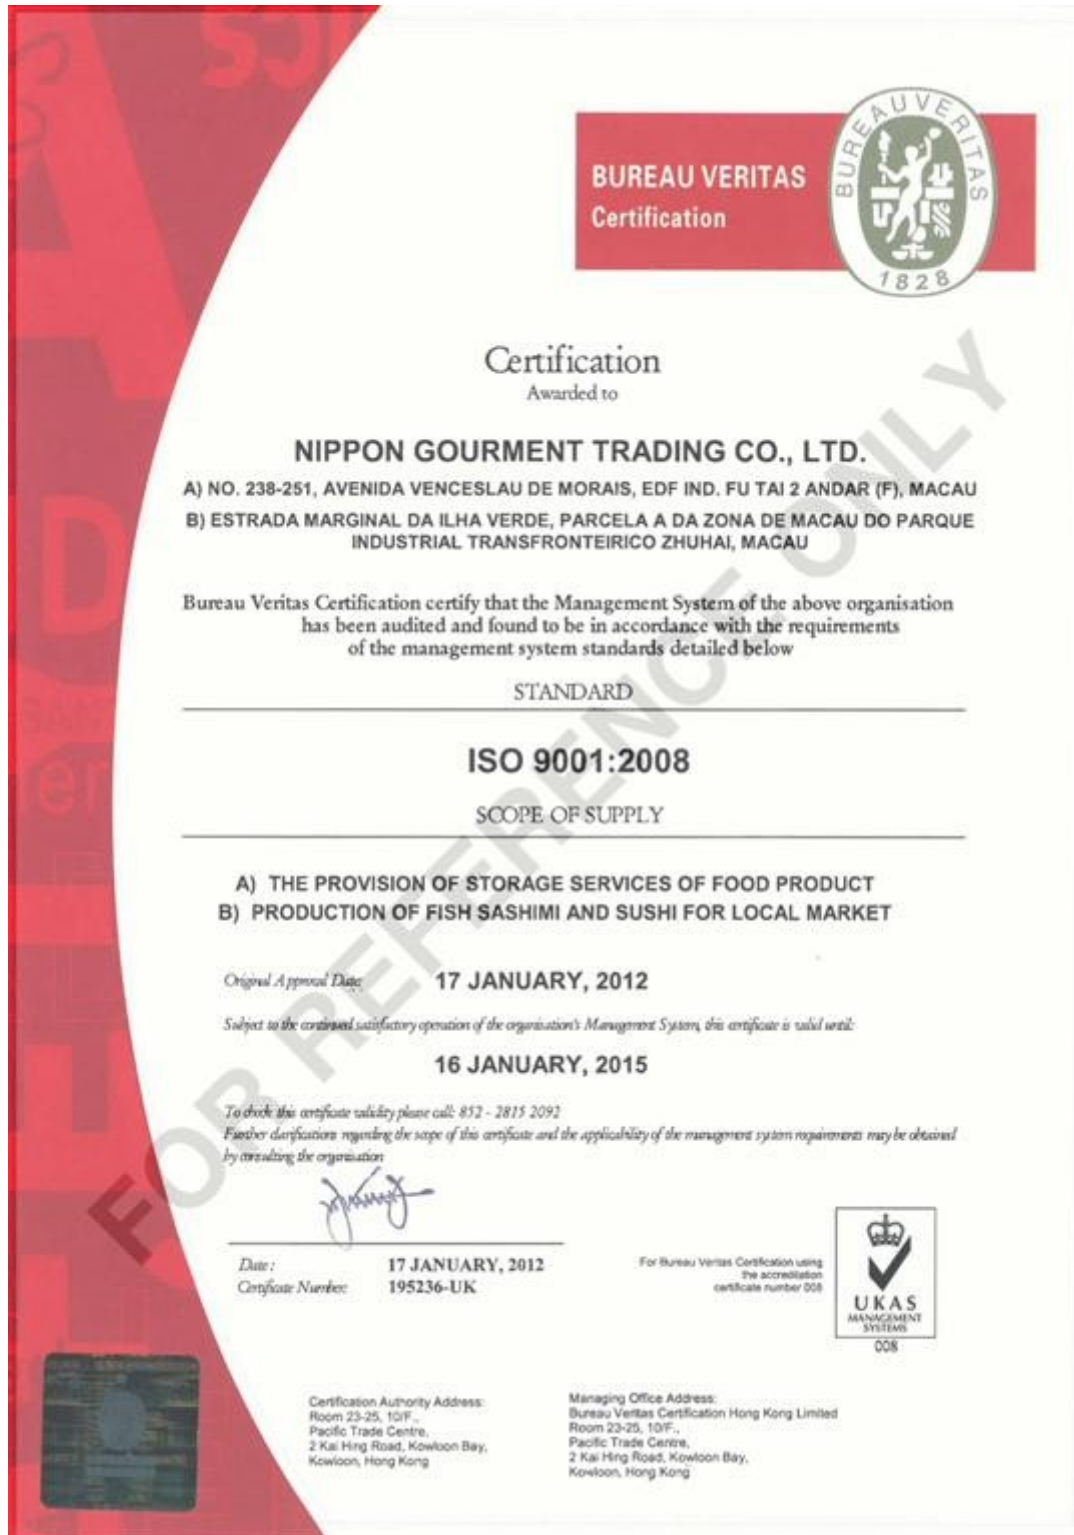 BUREAU VERITAS
Certification
BUREAU VERITAS
1828
Certification
Awarded to
NIPPON GOURMENT TRADING CO., LTD.
A) NO. 238-251, AVENIDA VENCESLAU DE MORAIS, EDF IND. FU TAI 2 ANDAR (F), MACAU
B) ESTRADA MARGINAL DA ILHA VERDE, PARCELA A DA ZONA DE MACAU DO PARQUE
INDUSTRIAL TRANSFRONTEIRICO ZHUHAI, MACAU
Bureau Veritas Certification certify that the Management System of the above organisation
has been audited and found to be in accordance with the requirements
of the management system standards detailed below
STANDARD
ISO 9001:2008
SCOPE OF SUPPLY
A) THE PROVISION OF STORAGE SERVICES OF FOOD PRODUCT
B) PRODUCTION OF FISH SASHIMI AND SUSHI FOR LOCAL MARKET
Original Approval Date: 17 JANUARY, 2012
Subject to the continued satisfactory operation of the organisation's Management System, this certificate is valid until:
16 JANUARY, 2015
To check this certificate validity please call: 852 - 2815 2092
Further clarifications regarding the scope of this certificate and the applicability of the management system requirements may be obtained
by consulting the organisation
Date: 17 JANUARY, 2012
Certificate Number: 195236-UK
For Bureau Veritas Certification using
the accreditation
certificate number 008
UKAS
MANAGEMENT
SYSTEMS
008
Certification Authority Address:
Room 23-25, 10/F.,
Pacific Trade Centre,
2 Kai Hing Road, Kowloon Bay,
Kowloon, Hong Kong
Managing Office Address:
Bureau Veritas Certification Hong Kong Limited
Room 23-25, 10/F.,
Pacific Trade Centre,
2 Kai Hing Road, Kowloon Bay,
Kowloon, Hong Kong
FOR REFERENCE ONLY